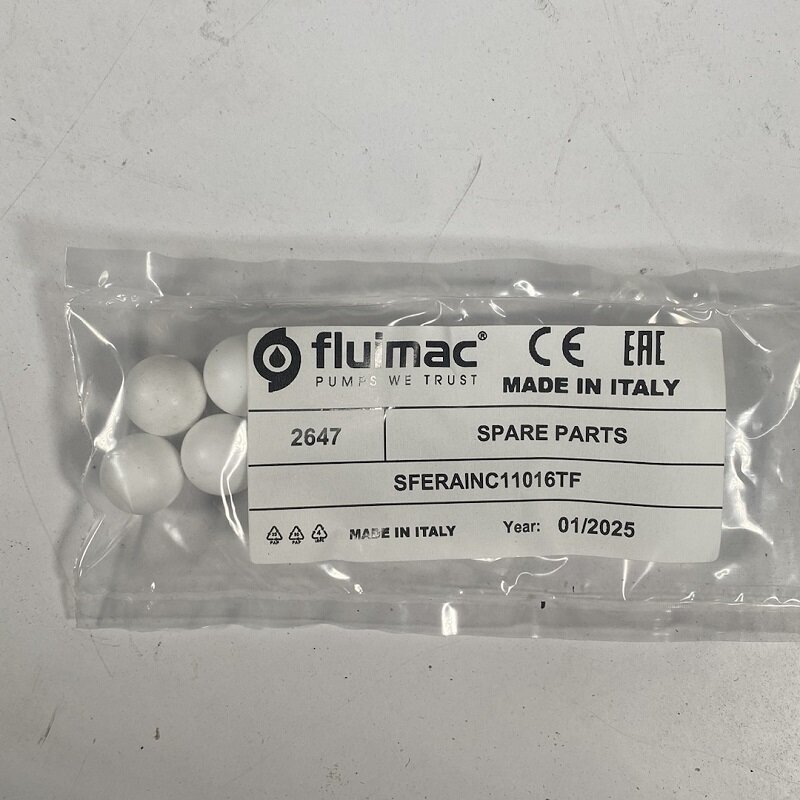 fluimac®
PUMPS WE TRUST
CE EAC
MADE IN ITALY
2647 SPARE PARTS
SFERAINC11016TF
MADE IN ITALY Year: 01/2025